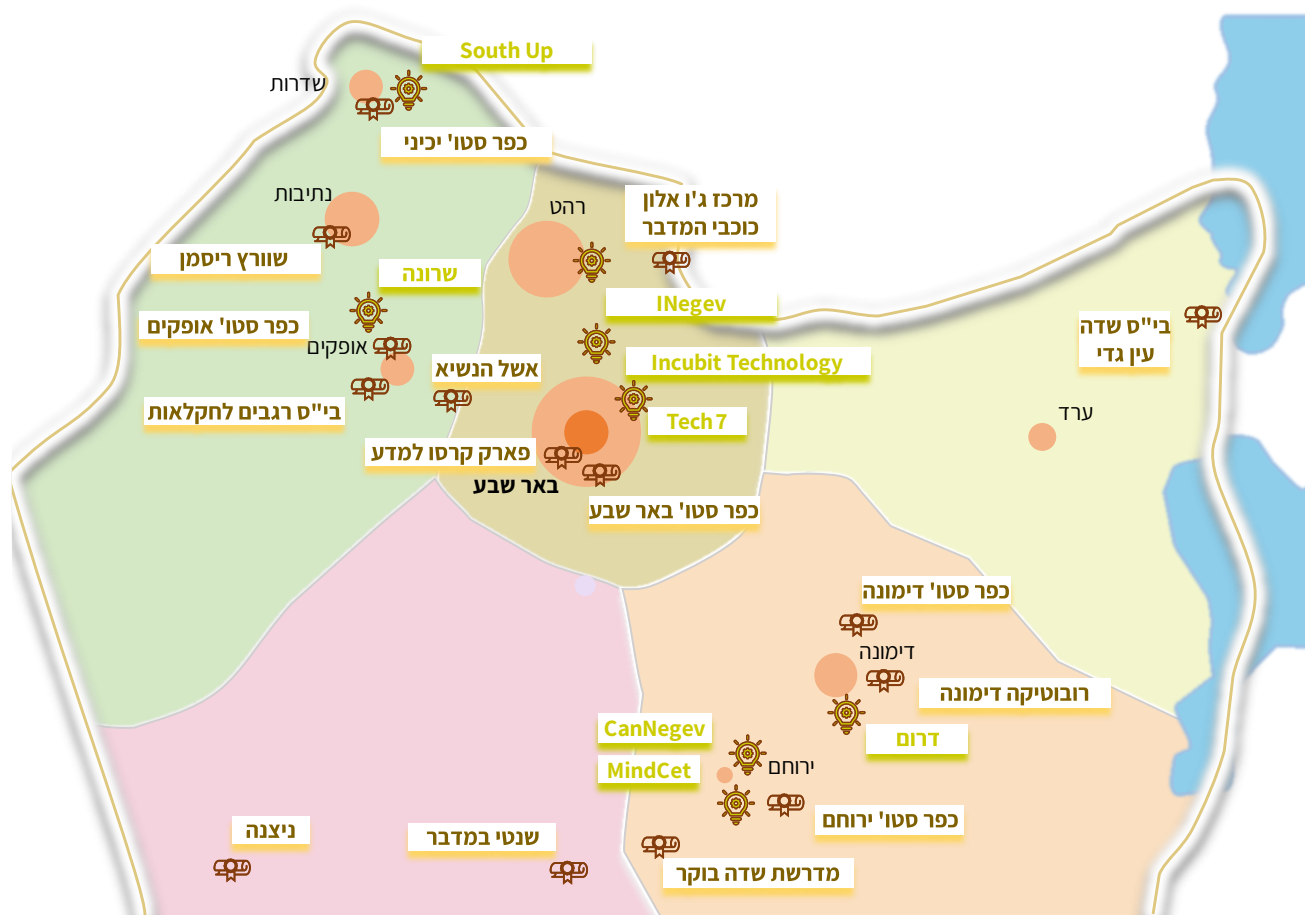 South Up
שדרות
כפר סטו' יכיני
נתיבות
רהט
מרכז ג'ו אלון
כוכבי המדבר
שוורץ ריסמן
שרונה
INegev
כפר סטו' אופקים
אופקים
בי"ס שדה
עין גדי
Incubit Technology
אשל הנשיא
בי"ס רגבים לחקלאות
Tech7
ערד
פארק קרסו למדע
באר שבע
כפר סטו' באר שבע
כפר סטו' דימונה
דימונה
רובוטיקה דימונה
CanNegev
דרום
MindCet
ירוחם
כפר סטו' ירוחם
ניצנה
שנטי במדבר
מדרשת שדה בוקר